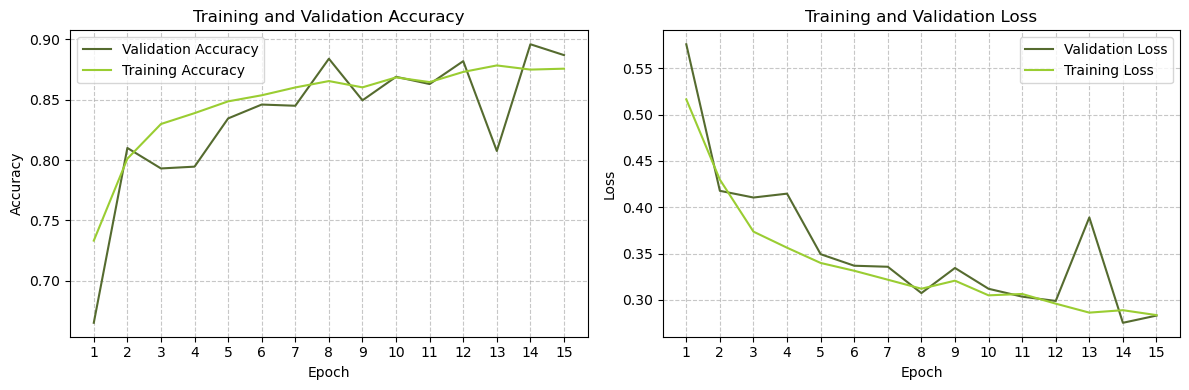 Training and Validation Accuracy
Validation Accuracy
Training Accuracy
Accuracy
0.90
0.85
0.80
0.75
0.70
1 2 3 4 5 6 7 8 9 10 11 12 13 14 15
Epoch
Training and Validation Loss
Validation Loss
Training Loss
Loss
0.55
0.50
0.45
0.40
0.35
0.30
1 2 3 4 5 6 7 8 9 10 11 12 13 14 15
Epoch